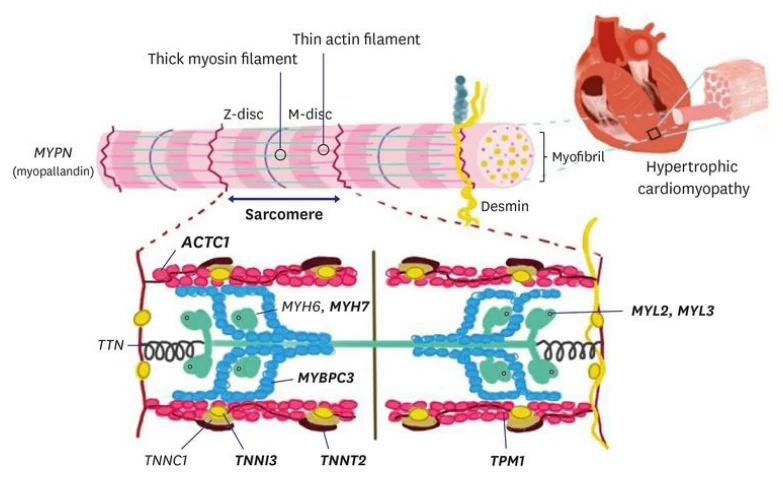 Thin actin filament
Thick myosin filament
Z-disc
M-disc
MYPN
(myopallandin)
Myofibril
Hypertrophic
cardiomyopathy
Desmin
Sarcomere
ACTC1
MYH6, MYH7
MYL2, MYL3
TTN
MYBPC3
TNNC1
TNNI3
TNNT2
TPM1